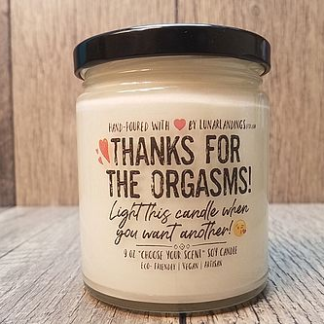 HAND-POURED WITH ❤ BY LUNARLANDINGS
THANKS FOR
THE ORGASMS!
Light this candle when
you want another! 😘
9 OZ "CHOOSE YOUR SCENT" SOY CANDLE
ECO-FRIENDLY | VEGAN | ARTISAN